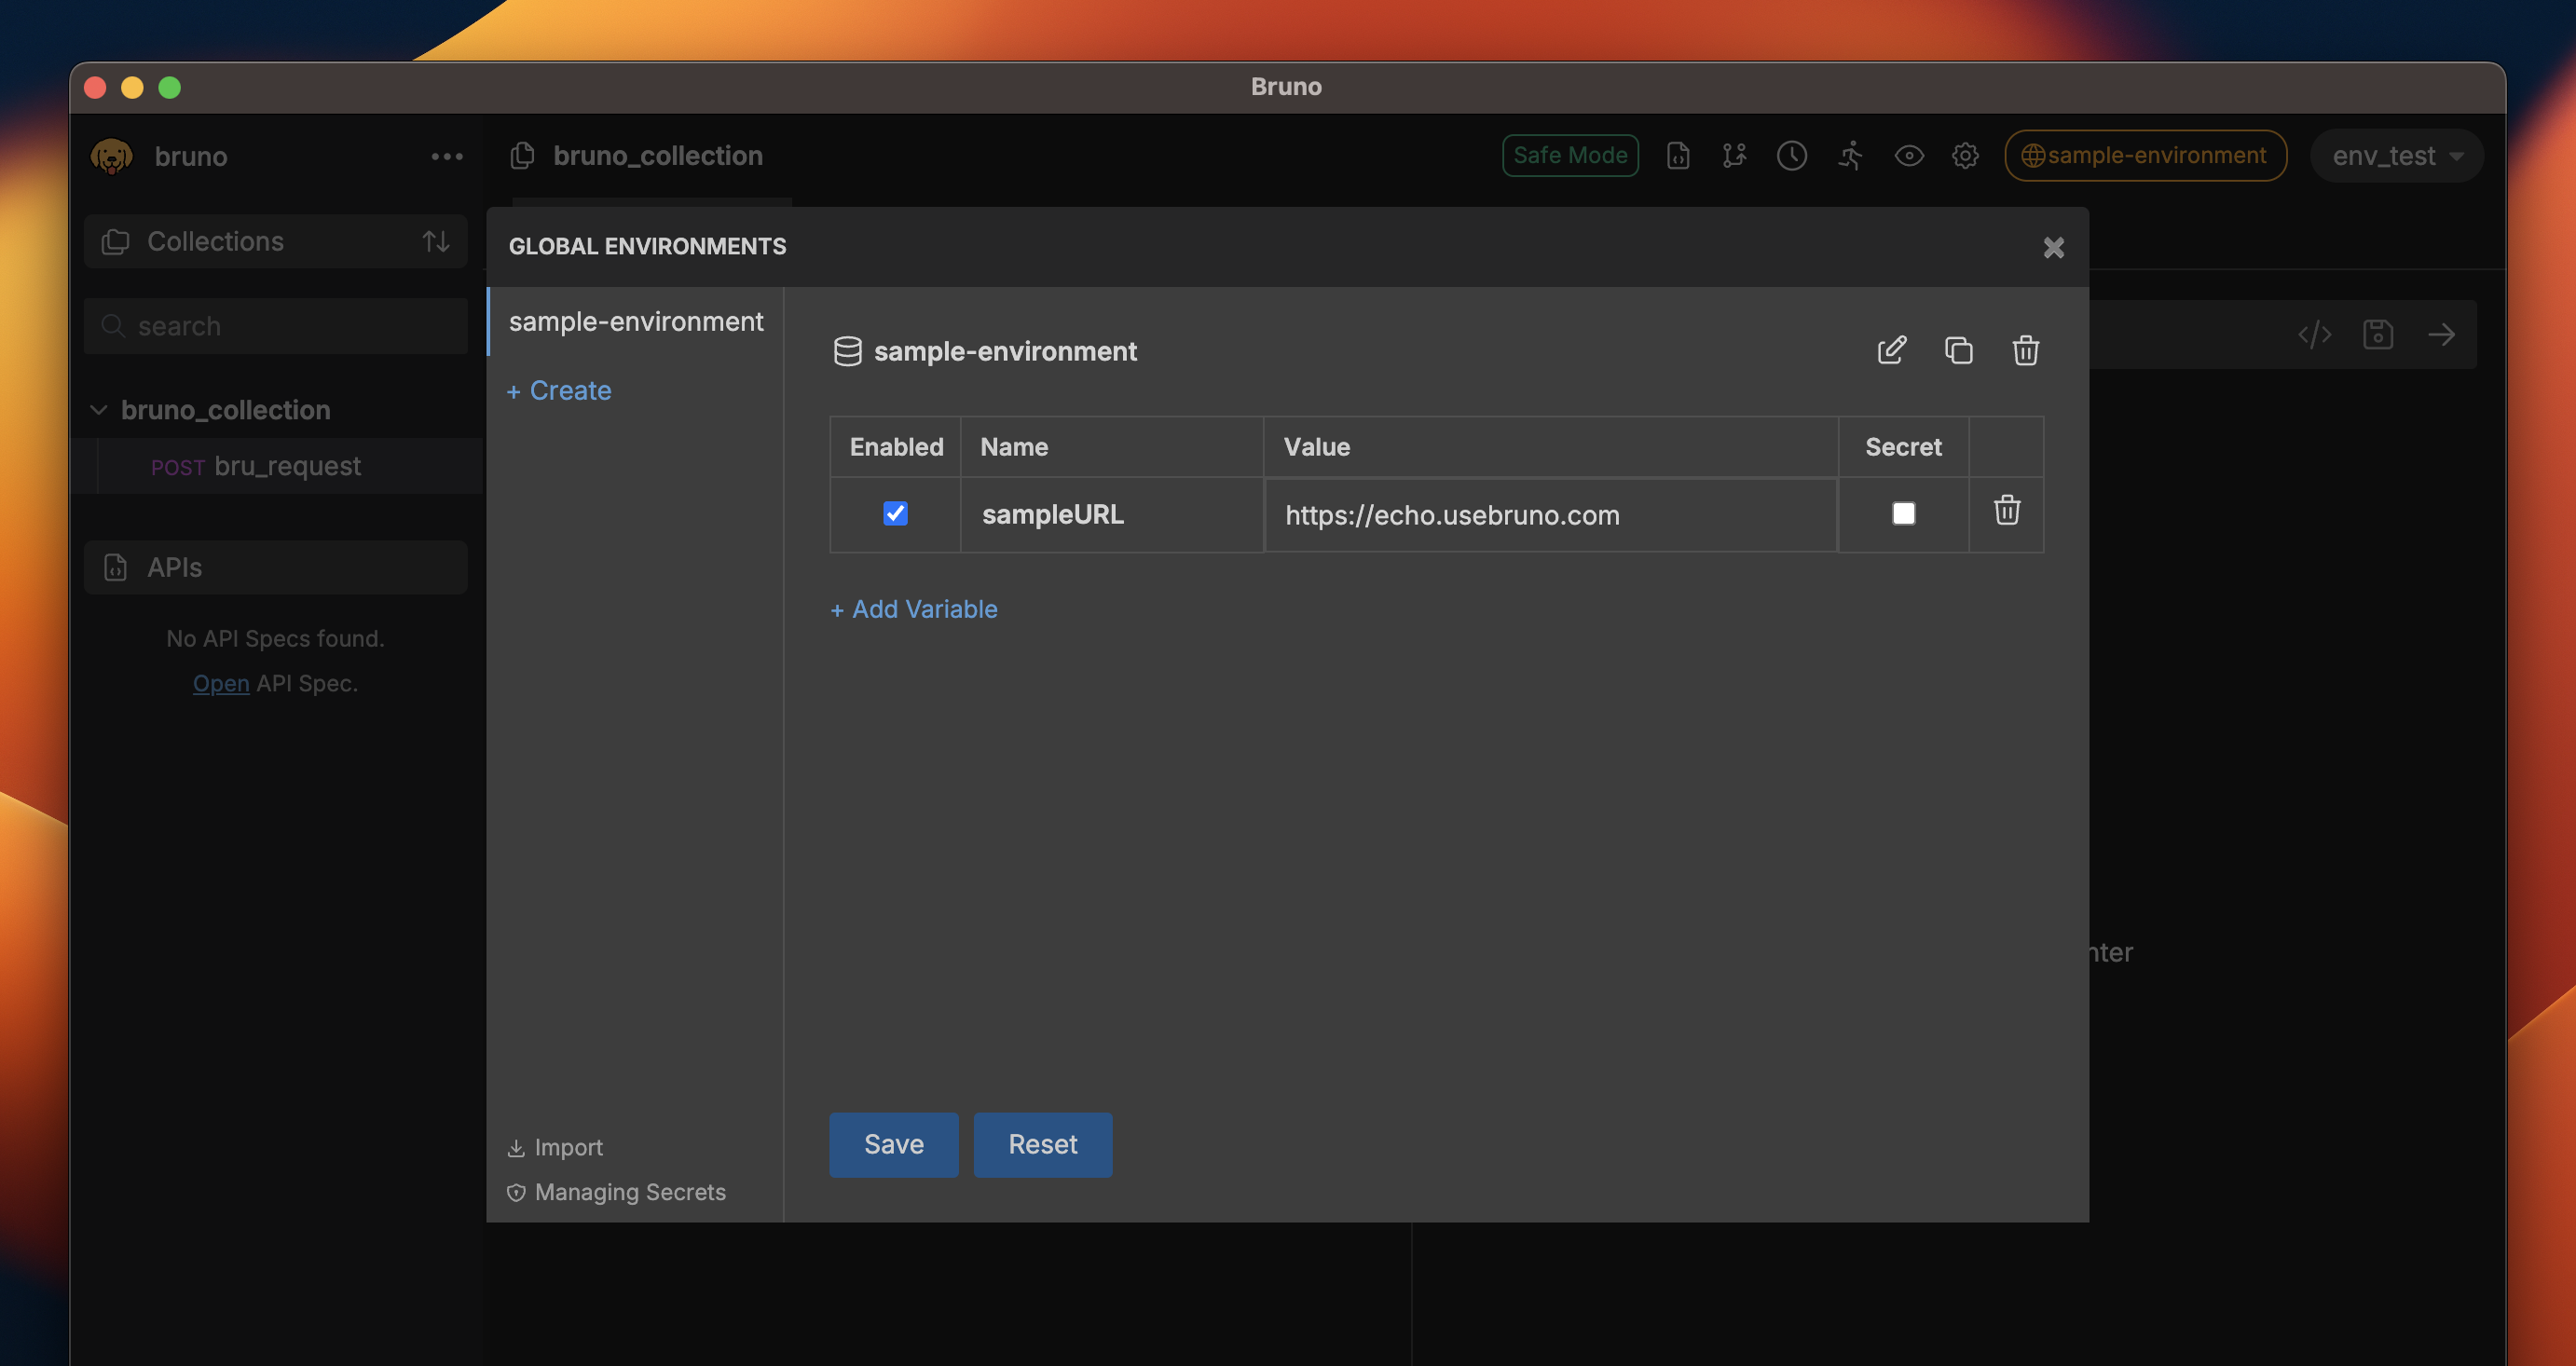 Bruno
bruno
bruno_collection
Safe Mode
sample-environment
env_test
Collections
search
bruno_collection
POST bru_request
APIs
No API Specs found.
Open API Spec.
GLOBAL ENVIRONMENTS
sample-environment
+ Create
Import
Managing Secrets
sample-environment
Enabled Name Value Secret
sampleURL https://echo.usebruno.com
+ Add Variable
Save Reset